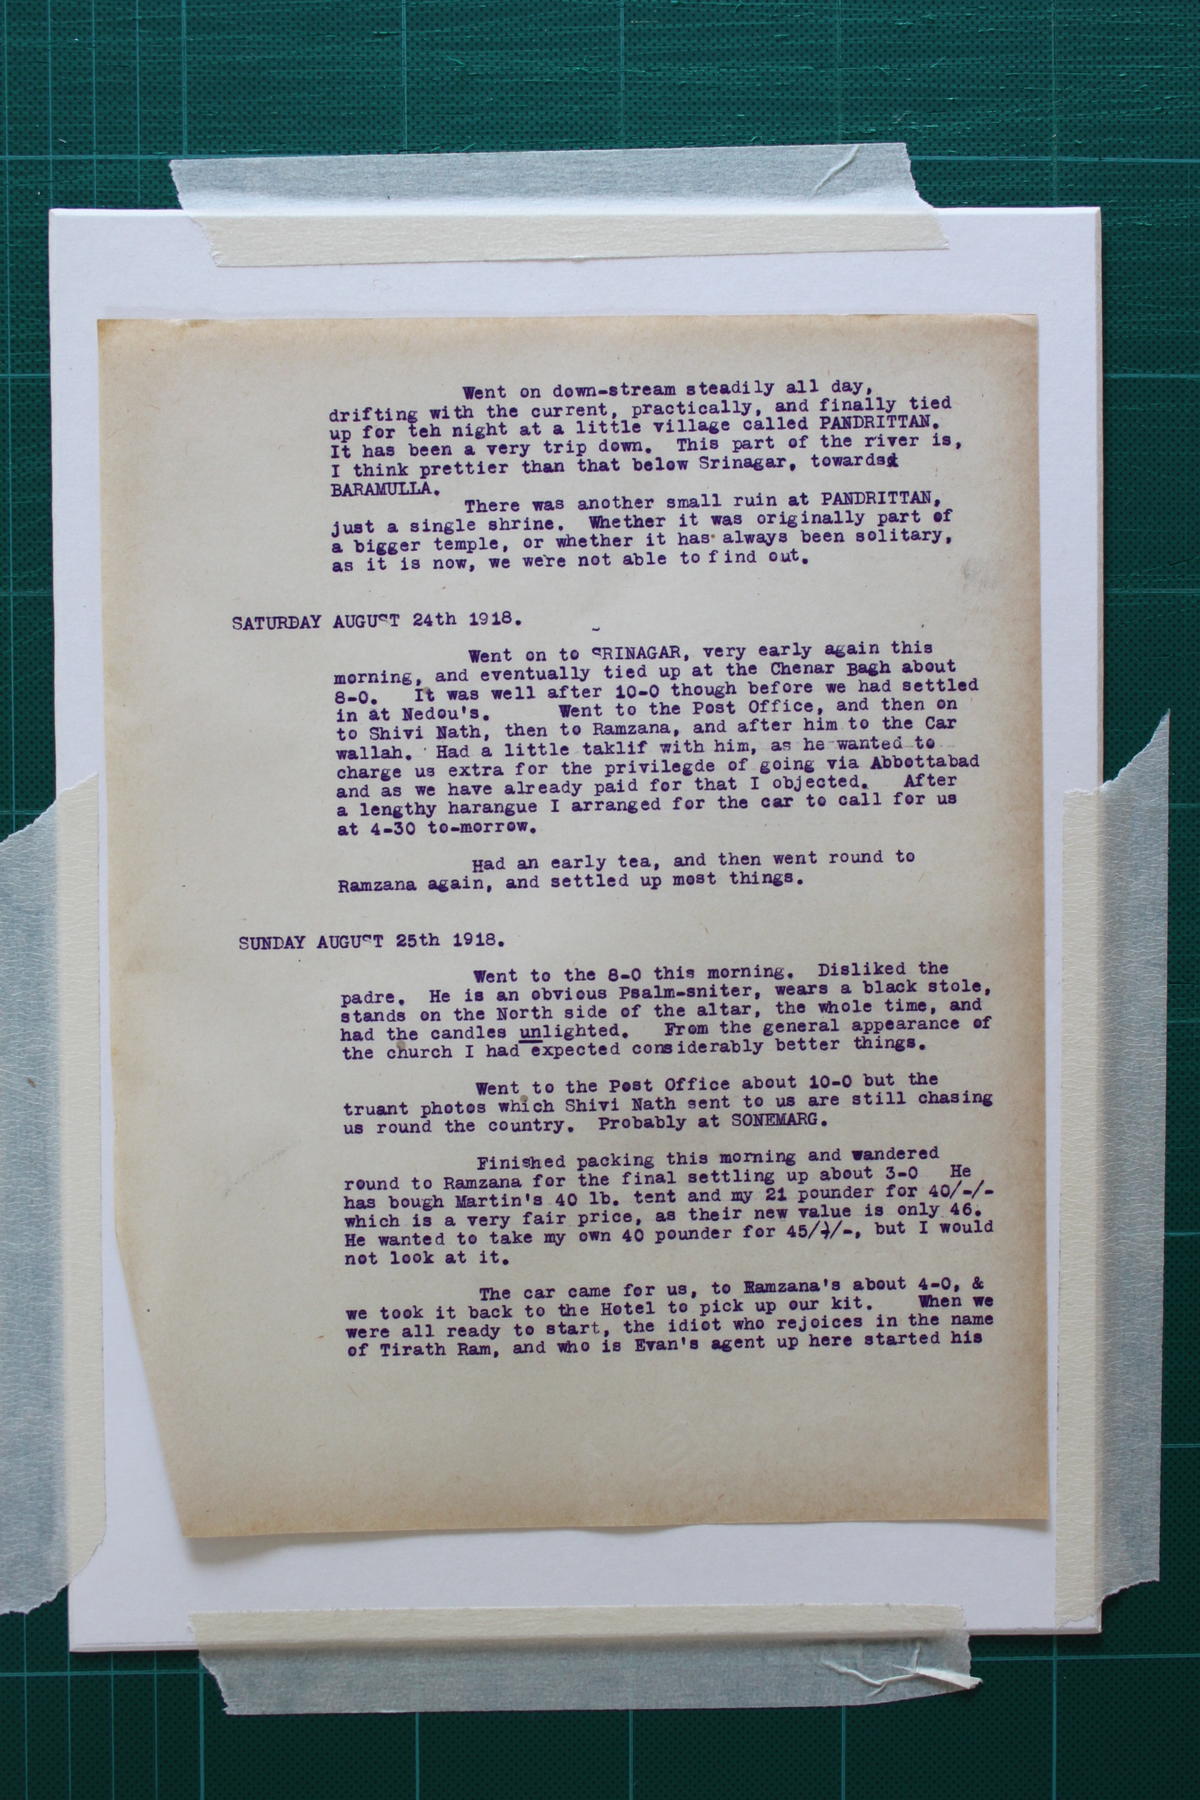 Went on down-stream steadily all day,
drifting with the current, practically, and finally tied
up for teh night at a little village called PANDRITTAN.
It has been a very trip down. This part of the river is,
I think prettier than that below Srinagar, towards
BARAMULLA.
There was another small ruin at PANDRITTAN,
just a single shrine. Whether it was originally part of
a bigger temple, or whether it has always been solitary,
as it is now, we were not able to find out.
SATURDAY AUGUST 24th 1918.
Went on to SRINAGAR, very early again this
morning, and eventually tied up at the Chenar Bagh about
8-0. It was well after 10-0 though before we had settled
in at Nedou's. Went to the Post Office, and then on
to Shivi Nath, then to Ramzana, and after him to the Car
wallah. Had a little taklif with him, as he wanted to
charge us extra for the privilegde of going via Abbottabad
and as we have already paid for that I objected. After
a lengthy harangue I arranged for the car to call for us
at 4-30 to-morrow.
Had an early tea, and then went round to
Ramzana again, and settled up most things.
SUNDAY AUGUST 25th 1918.
Went to the 8-0 this morning. Disliked the
padre. He is an obvious Psalm-sniter, wears a black stole,
stands on the North side of the altar, the whole time, and
had the candles unlighted. From the general appearance of
the church I had expected considerably better things.
Went to the Post Office about 10-0 but the
truant photos which Shivi Nath sent to us are still chasing
us round the country. Probably at SONEMARG.
Finished packing this morning and wandered
round to Ramzana for the final settling up about 3-0 He
has bough Martin's 40 lb. tent and my 21 pounder for 40/-/-
which is a very fair price, as their new value is only 46.
He wanted to take my own 40 pounder for 45/-/-, but I would
not look at it.
The car came for us, to Ramzana's about 4-0, &
we took it back to the Hotel to pick up our kit. When we
were all ready to start, the idiot who rejoices in the name
of Tirath Ram, and who is Evan's agent up here started his